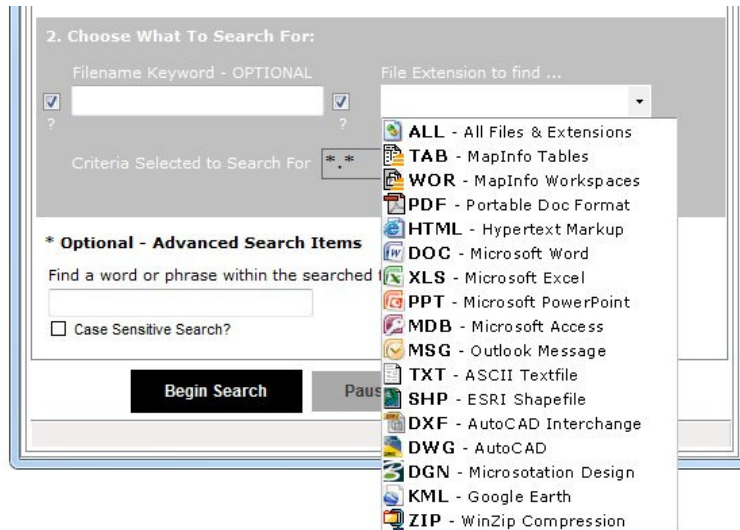 2. Choose What To Search For:
Filename Keyword - OPTIONAL
File Extension to find ...
?
?
Criteria Selected to Search For
*.*
ALL - All Files & Extensions
TAB - MapInfo Tables
WOR - MapInfo Workspaces
PDF - Portable Doc Format
HTML - Hypertext Markup
DOC - Microsoft Word
XLS - Microsoft Excel
PPT - Microsoft PowerPoint
MDB - Microsoft Access
MSG - Outlook Message
TXT - ASCII Textfile
SHP - ESRI Shapefile
DXF - AutoCAD Interchange
DWG - AutoCAD
DGN - Microsotation Design
KML - Google Earth
ZIP - WinZip Compression
* Optional - Advanced Search Items
Find a word or phrase within the searched
Case Sensitive Search?
Begin Search